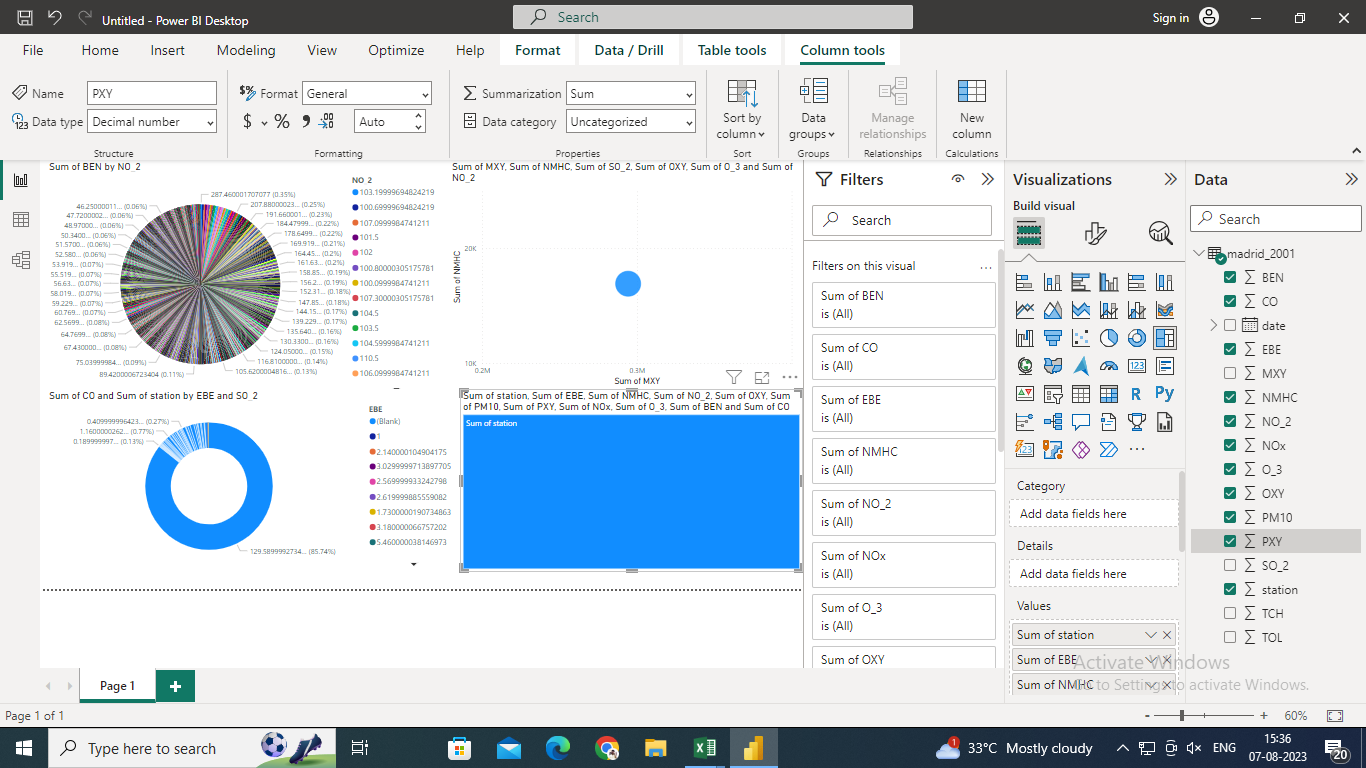 Untitled - Power BI Desktop
Search
Sign in
File Home Insert Modeling View Optimize Help Format Data / Drill Table tools Column tools
Name PXY
Data type Decimal number
Structure
Format General
$ % 9 Auto
Formatting
Summarization Sum
Data category Uncategorized
Properties
Sort by
column
Sort
Data
groups
Groups
Manage
relationships
Relationships
New
column
Calculations
Sum of BEN by NO_2
287.460001707077 (0.35%)
207.88000023... (0.25%)
191.660001... (0.23%)
184.47999... (0.22%)
178.6499... (0.22%)
169.919... (0.21%)
164.45... (0.2%)
161.63... (0.2%)
158.85... (0.19%)
156.2... (0.19%)
152.31... (0.18%)
147.85... (0.18%)
144.15... (0.17%)
139.229... (0.17%)
135.640... (0.16%)
130.3300... (0.16%)
124.05000... (0.15%)
116.8100000... (0.14%)
105.6200004816... (0.13%)
46.25000011... (0.06%)
47.7200002... (0.06%)
48.97000... (0.06%)
50.3400... (0.06%)
51.5700... (0.06%)
52.580... (0.06%)
53.919... (0.07%)
55.519... (0.07%)
56.63... (0.07%)
58.019... (0.07%)
59.229... (0.07%)
60.769... (0.07%)
62.5699... (0.08%)
64.7699... (0.08%)
67.430000... (0.08%)
75.03999984... (0.09%)
89.4200006723404 (0.11%)
NO_2
103.19999694824219
100.69999694824219
107.0999984741211
101.5
102
100.80000305175781
100.0999984741211
107.30000305175781
104.5
103.5
104.5999984741211
110.5
106.0999984741211
Sum of MXY, Sum of NMHC, Sum of SO_2, Sum of OXY, Sum of O_3 and Sum of
NO_2
Sum of NMHC
20K
10K
0.2M 0.3M
Sum of MXY
Sum of CO and Sum of station by EBE and SO_2
0.409999996423... (0.27%)
1.1600000262... (0.77%)
0.189999997... (0.13%)
129.5899992734... (85.74%)
EBE
(Blank)
1
2.140000104904175
3.0299999713897705
2.569999933242798
2.619999885559082
1.7300000190734863
3.180000066757202
5.460000038146973
Sum of station, Sum of EBE, Sum of NMHC, Sum of NO_2, Sum of OXY, Sum
of PM10, Sum of PXY, Sum of NOx, Sum of O_3, Sum of BEN and Sum of CO
Sum of station
Filters
Search
Filters on this visual
Sum of BEN
is (All)
Sum of CO
is (All)
Sum of EBE
is (All)
Sum of NMHC
is (All)
Sum of NO_2
is (All)
Sum of NOx
is (All)
Sum of O_3
is (All)
Sum of OXY
Visualizations
Build visual
123
R Py
123
Category
Add data fields here
Details
Add data fields here
Values
Sum of station
Sum of EBE
Sum of NMHC
Data
Search
madrid_2001
BEN
CO
date
EBE
MXY
NMHC
NO_2
NOx
O_3
OXY
PM10
PXY
SO_2
station
TCH
TOL
Activate Windows
Go to Settings to activate Windows.
Page 1
Page 1 of 1
60%
Type here to search
1
33°C Mostly cloudy
ENG
15:36
07-08-2023
20